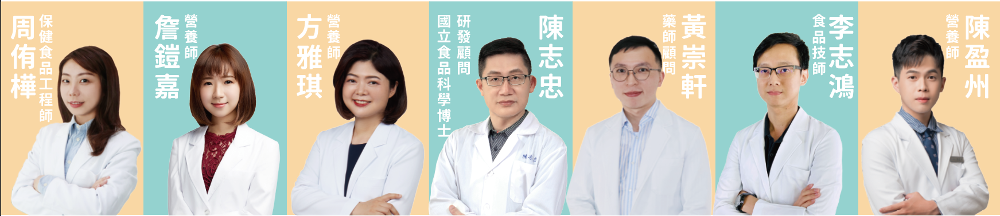 周侑樺
保健食品工程師
詹鎧嘉
營養師
方雅琪
營養師
陳志忠
研發顧問
國立食品科學博士
黃崇軒
藥師顧問
李志鴻
食品技師
陳盈州
營養師
陳志忠